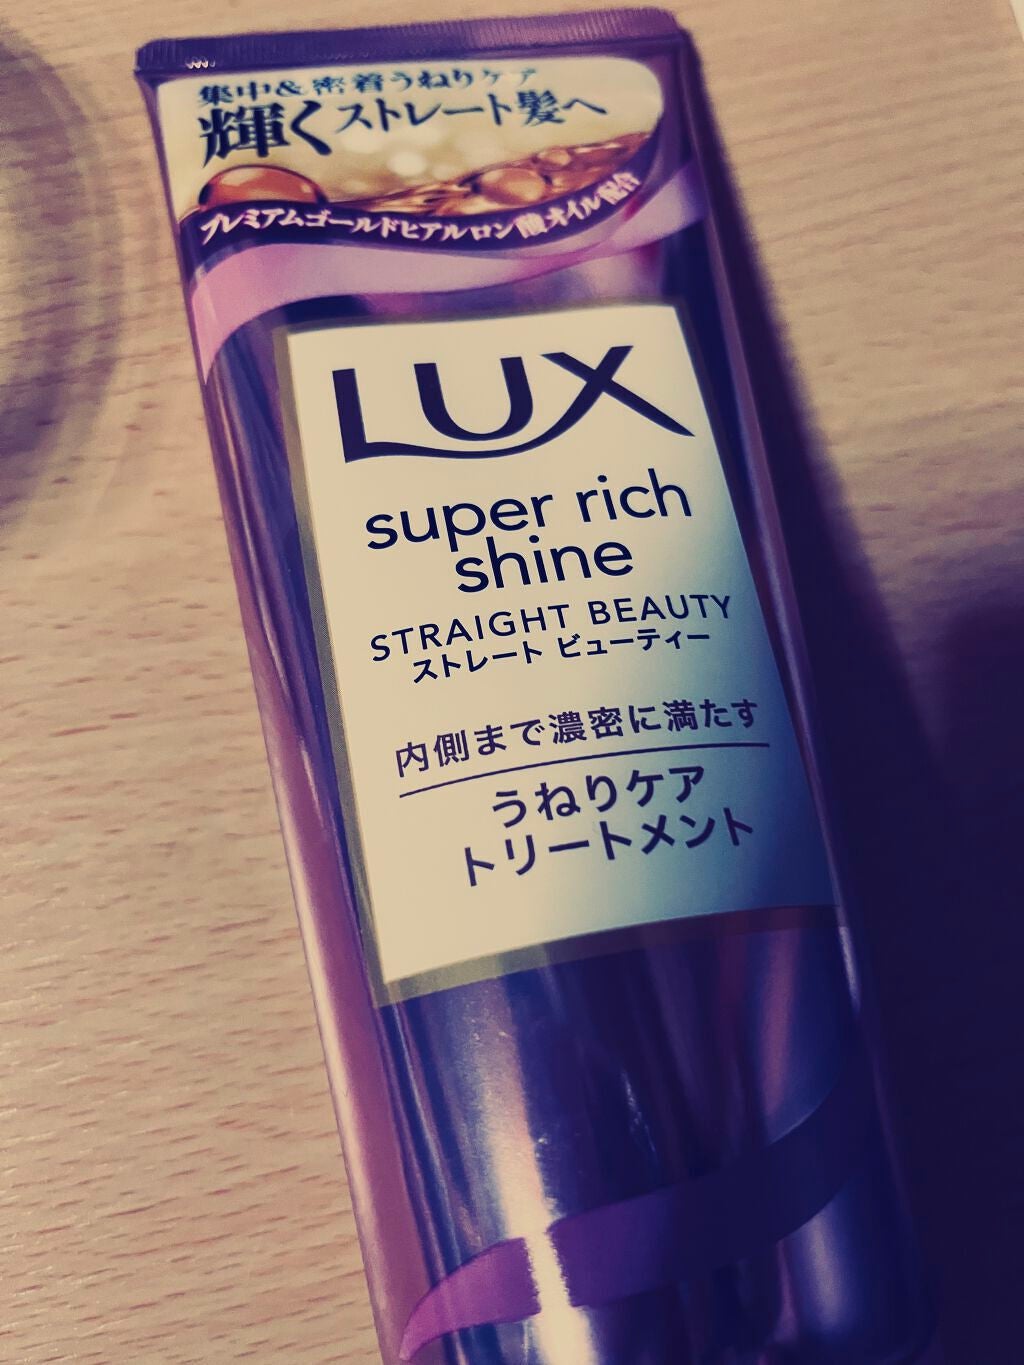 集中&密着うねりケア
輝くストレート髪へ
プレミアムゴールドヒアルロン酸オイル配合
LUX
super rich
shine
STRAIGHT BEAUTY
ストレート ビューティー
内側まで濃密に満たす
うねりケア
トリートメント